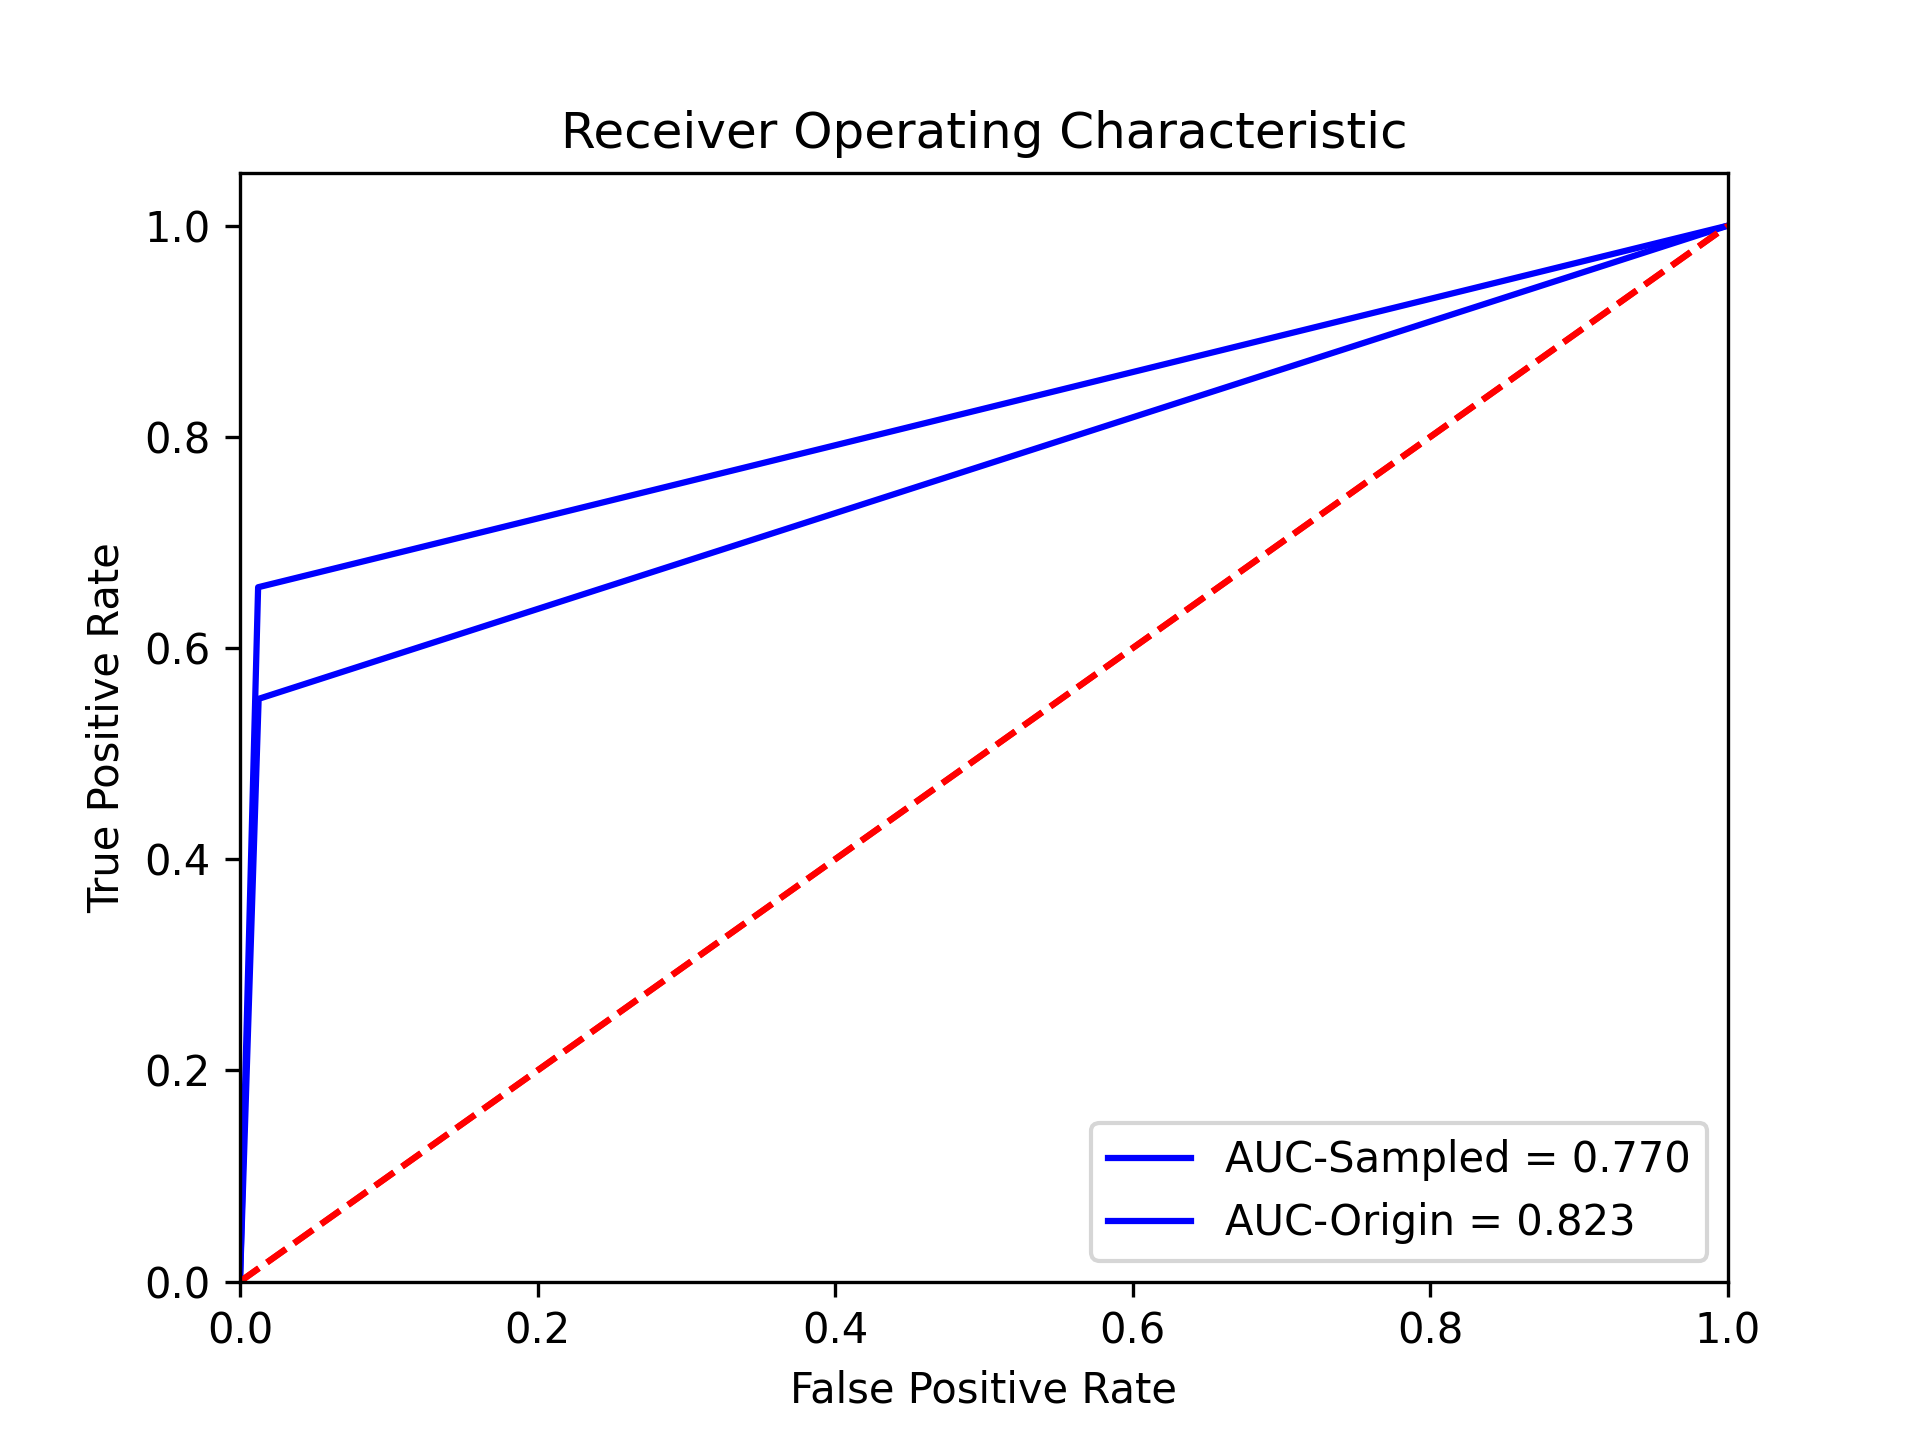 Receiver Operating Characteristic
1.0
0.8
0.6
0.4
0.2
0.0
True Positive Rate
AUC-Sampled = 0.770
AUC-Origin = 0.823
0.0 0.2 0.4 0.6 0.8 1.0
False Positive Rate